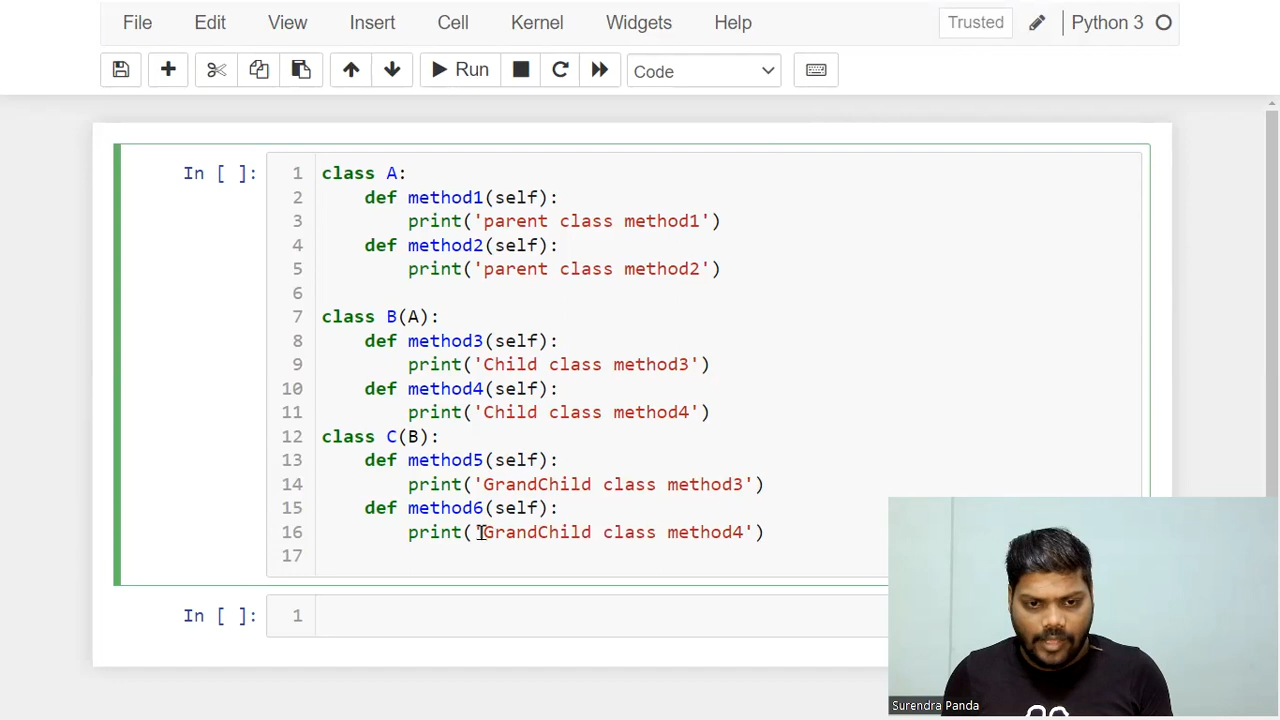 File Edit View Insert Cell Kernel Widgets Help Trusted Python 3
Run Code
In [ ]:
1 class A:
2     def method1(self):
3         print('parent class method1')
4     def method2(self):
5         print('parent class method2')
6
7 class B(A):
8     def method3(self):
9         print('Child class method3')
10     def method4(self):
11         print('Child class method4')
12 class C(B):
13     def method5(self):
14         print('GrandChild class method3')
15     def method6(self):
16         print('GrandChild class method4')
17
In [ ]: 1
Surendra Panda